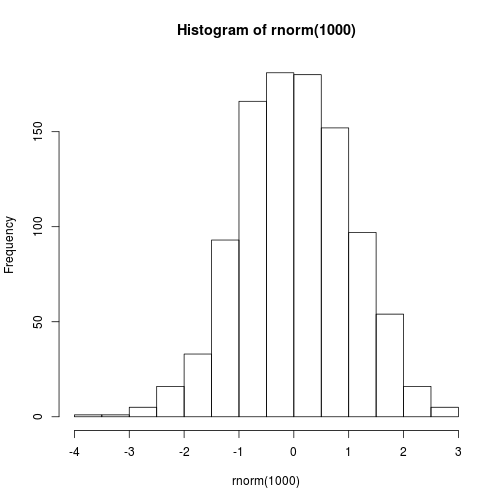 Histogram of rnorm(1000)
Frequency
150
100
50
0
-4 -3 -2 -1 0 1 2 3
rnorm(1000)